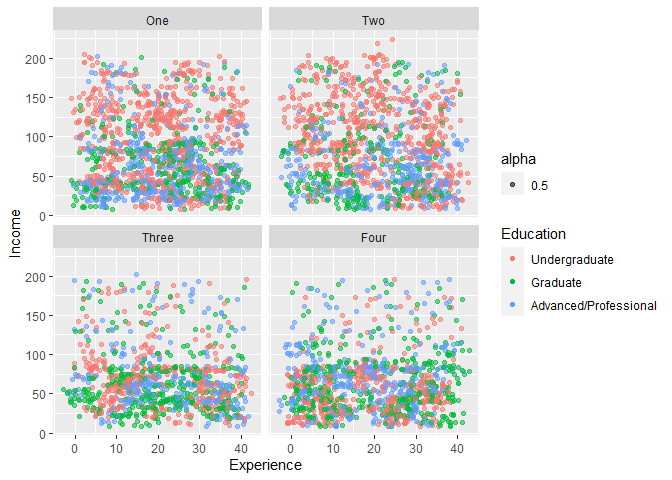 One
Two
200
150
100
50
0
Three
Four
200
150
100
50
0
0 10 20 30 40
0 10 20 30 40
Experience
Income
alpha
0.5
Education
Undergraduate
Graduate
Advanced/Professional